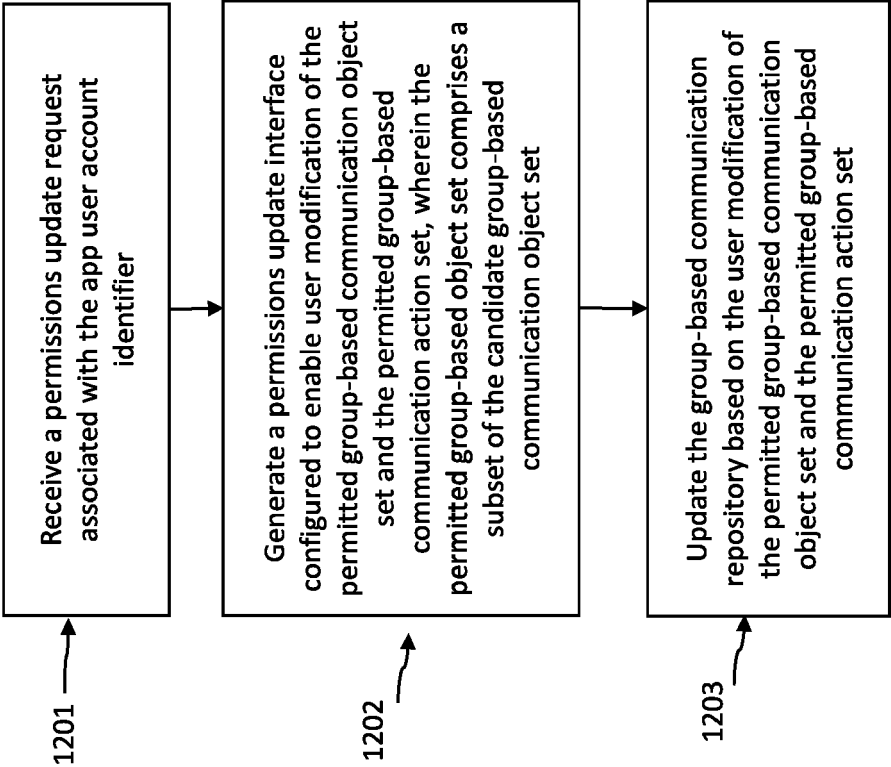 1201
Receive a permissions update request
associated with the app user account
identifier
1202
Generate a permissions update interface
configured to enable user modification of the
permitted group-based communication object
set and the permitted group-based
communication action set, wherein the
permitted group-based object set comprises a
subset of the candidate group-based
communication object set
1203
Update the group-based communication
repository based on the user modification of
the permitted group-based communication
object set and the permitted group-based
communication action set